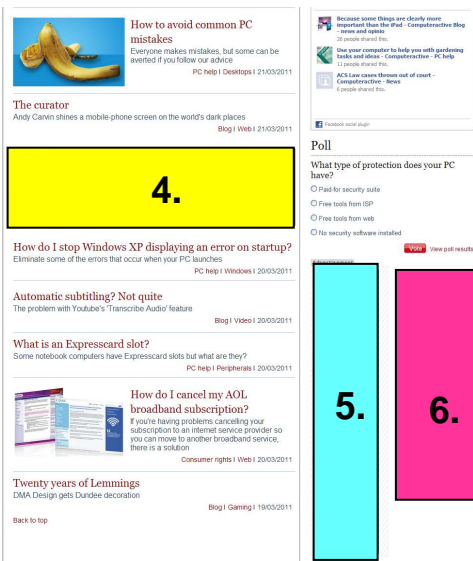 How to avoid common PC
mistakes
Everyone makes mistakes, but some can be
averted if you follow our advice
PC help I Desktops I 21/03/2011
The curator
Andy Carvin shines a mobile-phone screen on the world's dark places
Blog I Web I 21/03/2011
4.
How do I stop Windows XP displaying an error on startup?
Eliminate some of the errors that occur when your PC launches
PC help I Windows I 20/03/2011
Automatic subtitling? Not quite
The problem with Youtube's 'Transcribe Audio' feature
Blog I Video I 20/03/2011
What is an Expresscard slot?
Some notebook computers have Expresscard slots but what are they?
PC help I Peripherals I 20/03/2011
How do I cancel my AOL
broadband subscription?
If you're having problems cancelling your
subscription to an internet service provider so
you can move to another broadband service,
there is a solution
Consumer rights I Web I 20/03/2011
Twenty years of Lemmings
DMA Design gets Dundee decoration
Blog I Gaming I 19/03/2011
Back to top
Because some things are clearly more
important than the iPad - Computeractive Blog
- news and opinio
26 people shared this.
Use your computer to help you with gardening
tasks and ideas - Computeractive - PC help
11 people shared this.
ACS Law cases thrown out of court -
Computeractive - News
6 people shared this.
Facebook social plugin
Poll
What type of protection does your PC
have?
Paid-for security suite
Free tools from ISP
Free tools from web
No security software installed
Vote View poll results
5.
6.